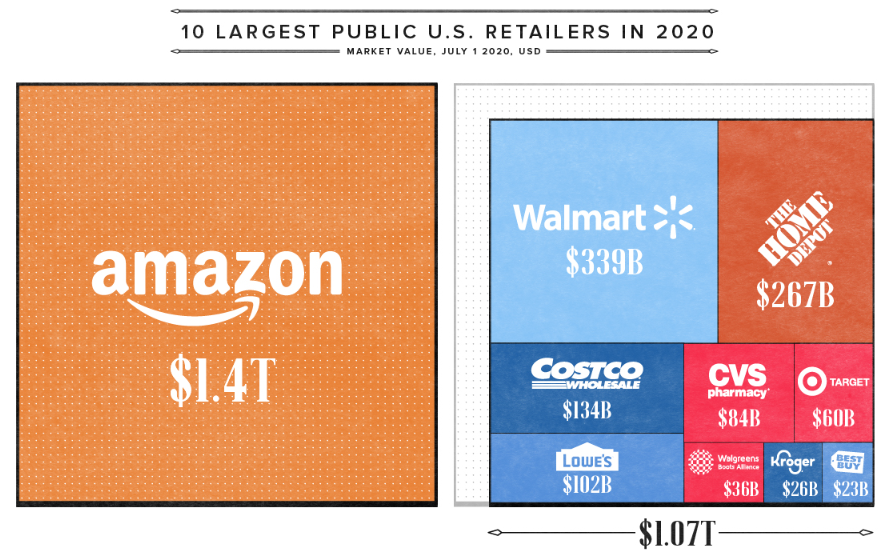 10 LARGEST PUBLIC U.S. RETAILERS IN 2020
MARKET VALUE, JULY 1 2020, USD
amazon
$1.4T
Walmart
$339B
THE
HOME
DEPOT
$267B
COSTCO
WHOLESALE
$134B
CVS
pharmacy
$84B
TARGET
$60B
LOWE'S
$102B
Walgreens
Boots Alliance
$36B
Kroger
$26B
BEST
BUY
$23B
$1.07T